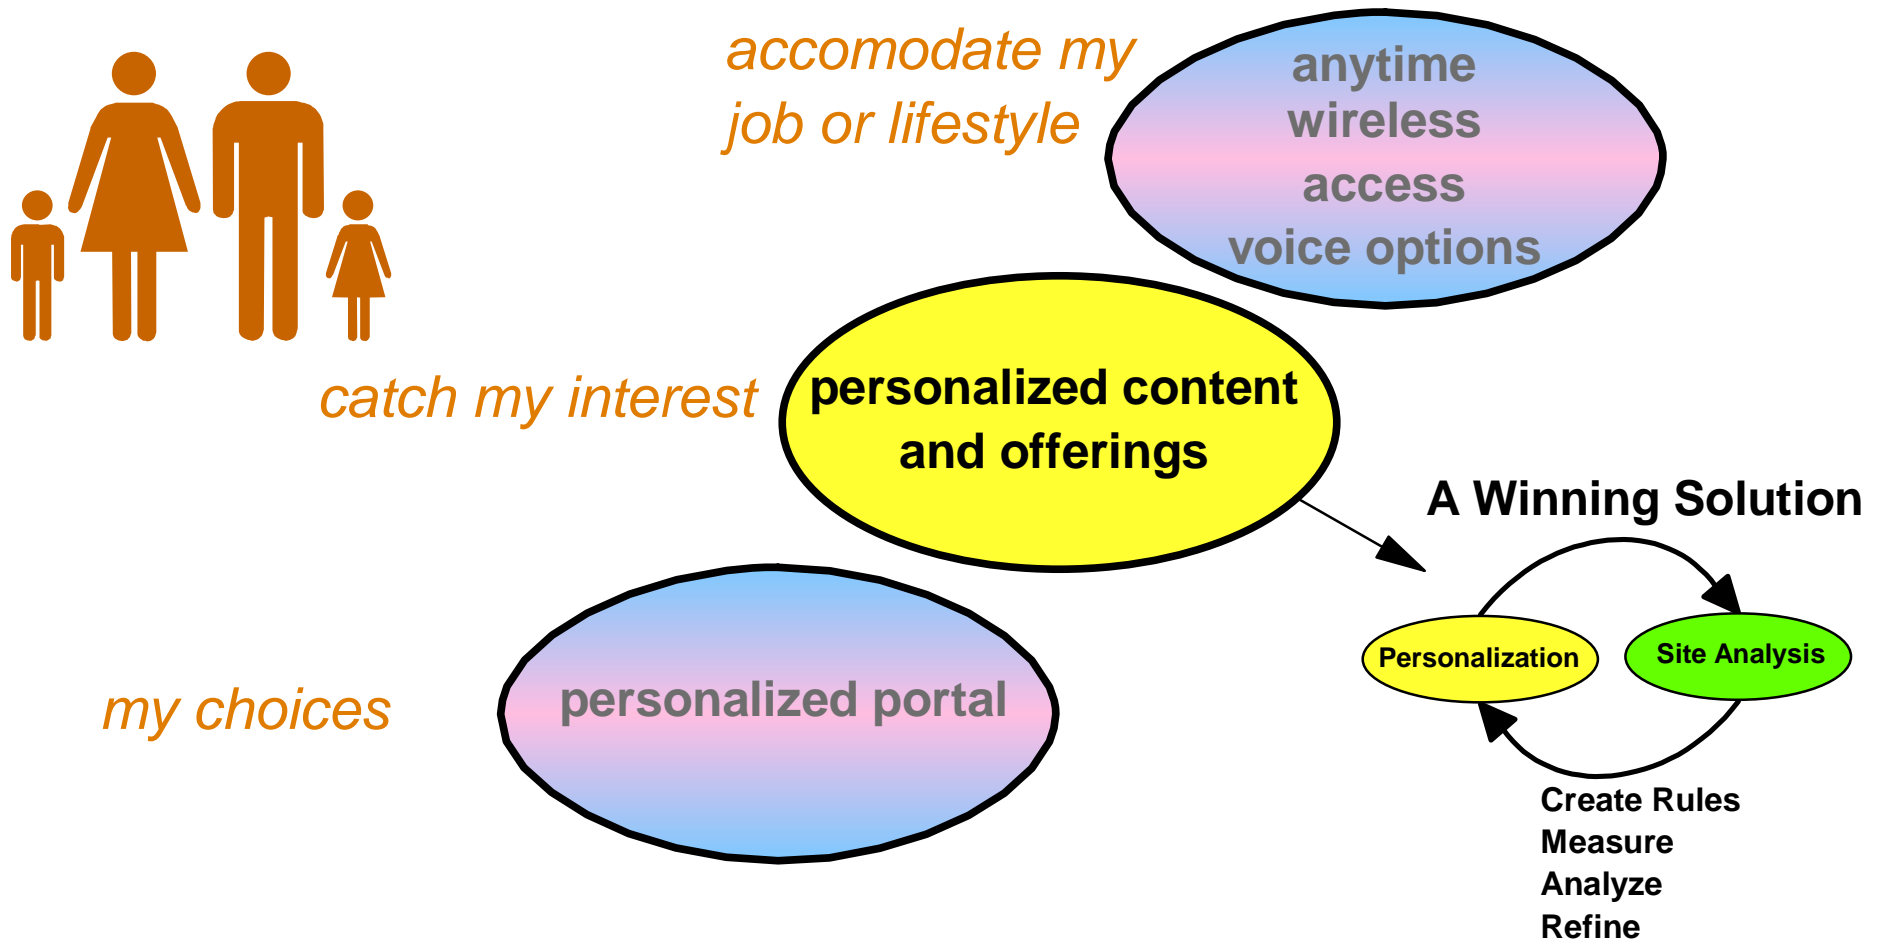 accomodate my
job or lifestyle
anytime
wireless
access
voice options
catch my interest
personalized content
and offerings
A Winning Solution
Personalization
Site Analysis
my choices
personalized portal
Create Rules
Measure
Analyze
Refine